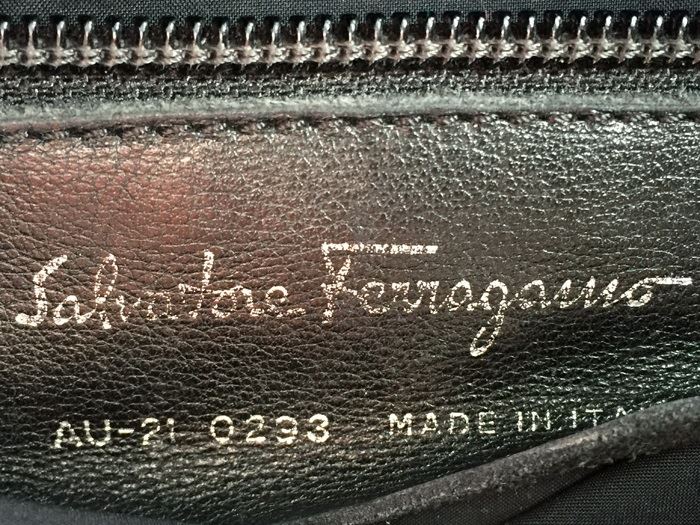 Salvatore Ferragamo
AU-21 0293 MADE IN ITA